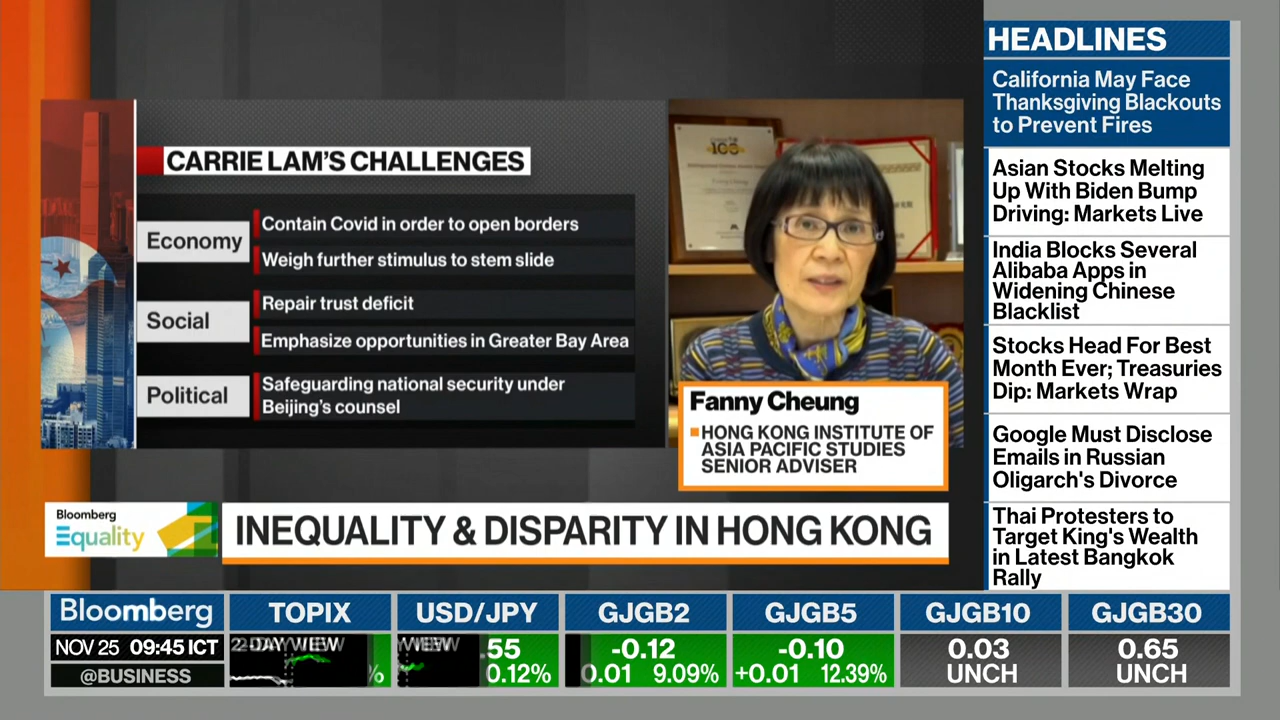 CARRIE LAM'S CHALLENGES
Economy
Contain Covid in order to open borders
Weigh further stimulus to stem slide
Social
Repair trust deficit
Emphasize opportunities in Greater Bay Area
Political
Safeguarding national security under
Beijing's counsel
100
Fanny Cheung
HONG KONG INSTITUTE OF
ASIA PACIFIC STUDIES
SENIOR ADVISER
Bloomberg
Equality
INEQUALITY & DISPARITY IN HONG KONG
HEADLINES
California May Face
Thanksgiving Blackouts
to Prevent Fires
Asian Stocks Melting
Up With Biden Bump
Driving: Markets Live
India Blocks Several
Alibaba Apps in
Widening Chinese
Blacklist
Stocks Head For Best
Month Ever; Treasuries
Dip: Markets Wrap
Google Must Disclose
Emails in Russian
Oligarch's Divorce
Thai Protesters to
Target King's Wealth
in Latest Bangkok
Rally
Bloomberg
NOV 25 09:45 ICT
@BUSINESS
TOPIX
2-DAY VIEW
%
USD/JPY
VIEW
.55
0.12%
GJGB2
-0.12
0.01 9.09%
GJGB5
-0.10
+0.01 12.39%
GJGB10
0.03
UNCH
GJGB30
0.65
UNCH